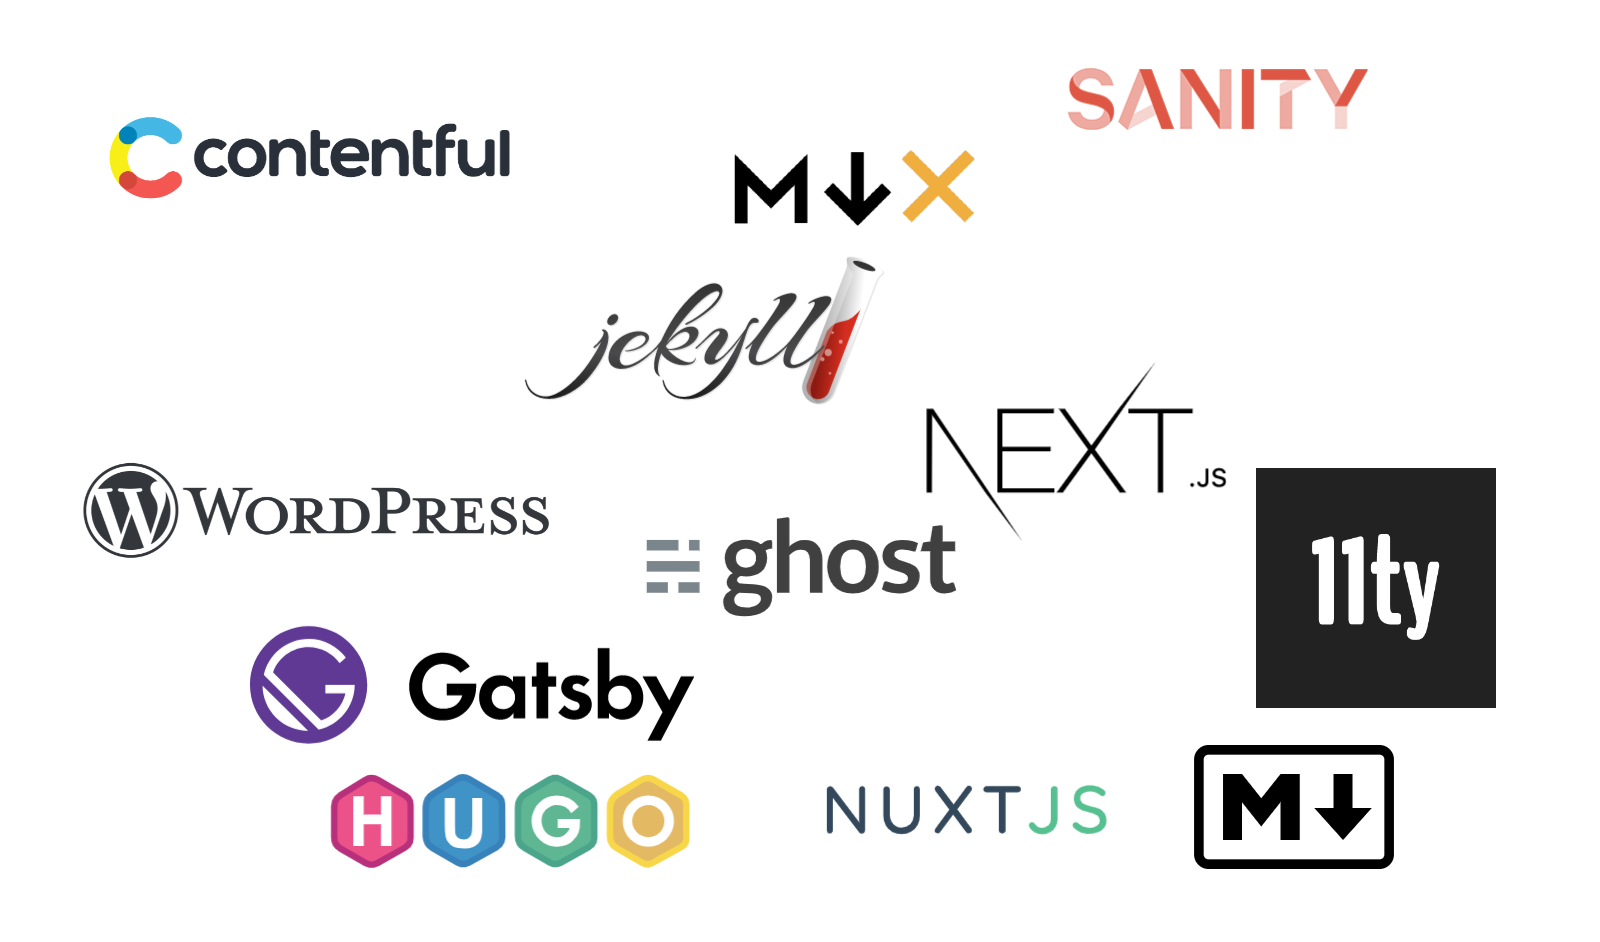 SANITY
contentful
M↓X
jekyll
NEXT.JS
W WORDPRESS
ghost
11ty
G Gatsby
HUGO
NUXTJS
M↓